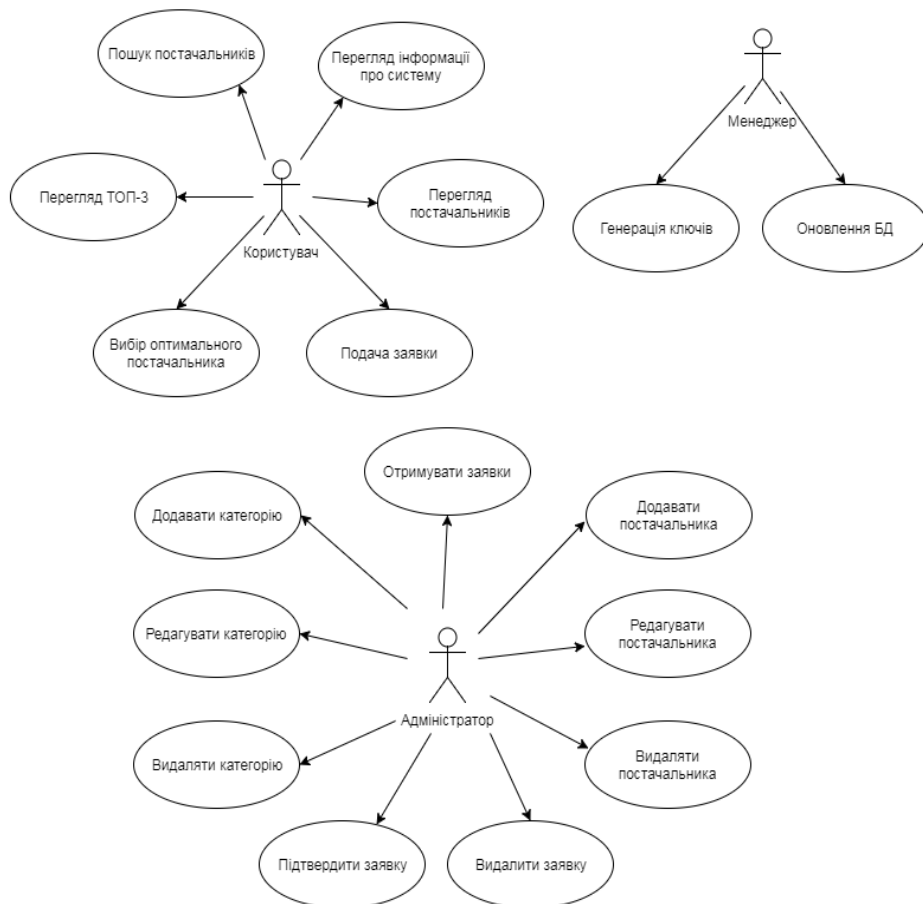 Пошук постачальників
Перегляд інформації
про систему
Менеджер
Перегляд ТОП-3
Перегляд
постачальників
Генерація ключів
Оновлення БД
Користувач
Вибір оптимального
постачальника
Подача заявки
Отримувати заявки
Додавати категорію
Додавати
постачальника
Редагувати категорію
Редагувати
постачальника
Адміністратор
Видаляти категорію
Видаляти
постачальника
Підтвердити заявку
Видалити заявку